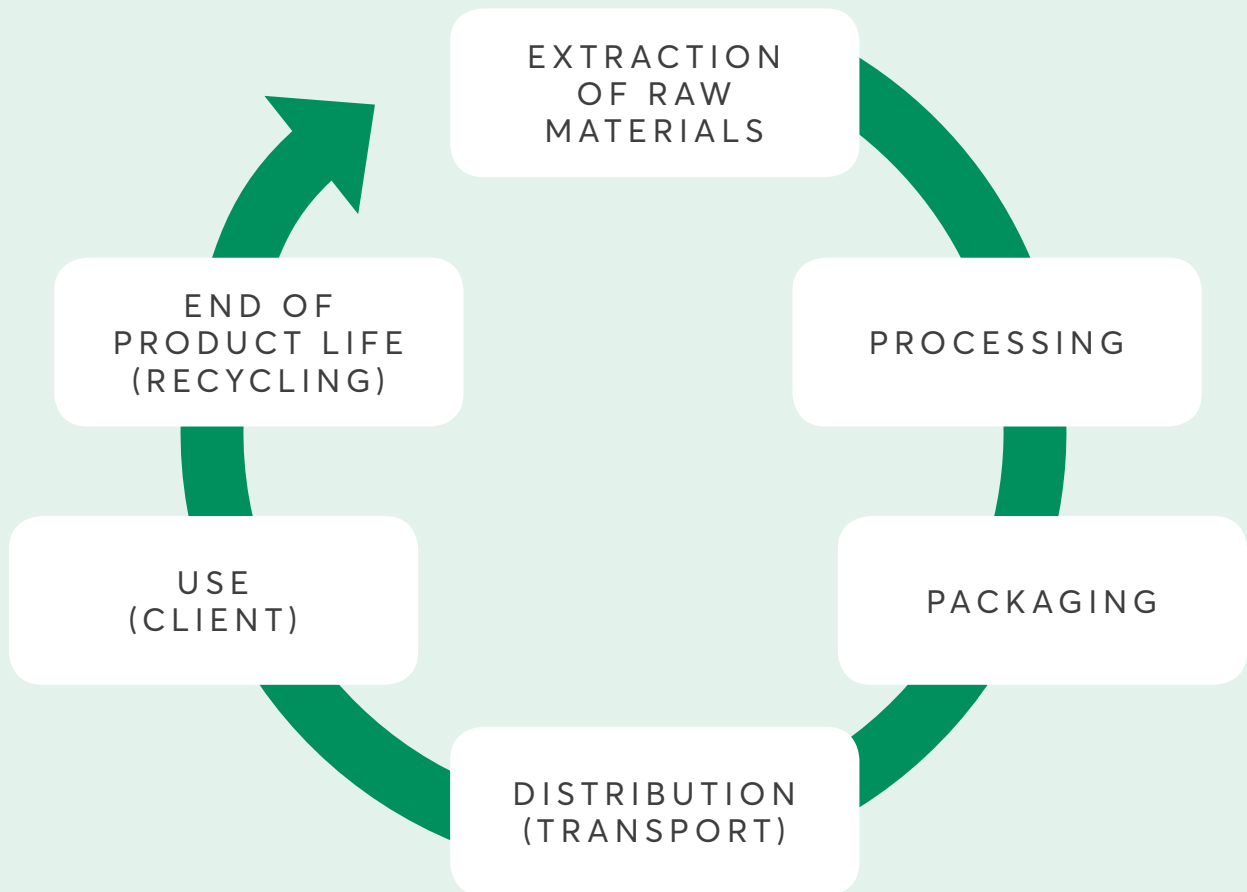 EXTRACTION
OF RAW
MATERIALS
PROCESSING
PACKAGING
DISTRIBUTION
(TRANSPORT)
USE
(CLIENT)
END OF
PRODUCT LIFE
(RECYCLING)